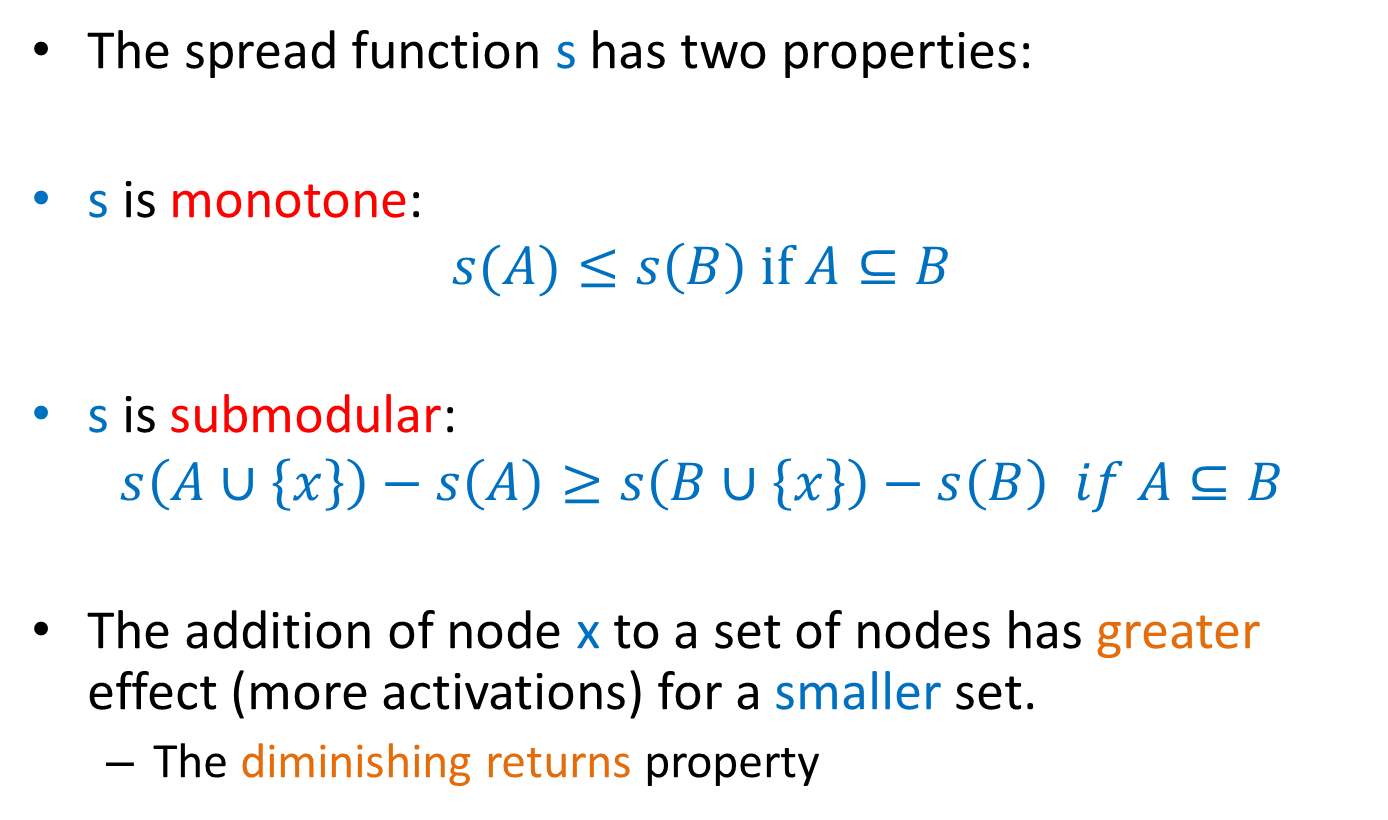 • The spread function s has two properties:
• s is monotone:
s(A) ≤ s(B) if A ⊆ B
• s is submodular:
s(A ∪ {x}) − s(A) ≥ s(B ∪ {x}) − s(B) if A ⊆ B
• The addition of node x to a set of nodes has greater
effect (more activations) for a smaller set.
– The diminishing returns property